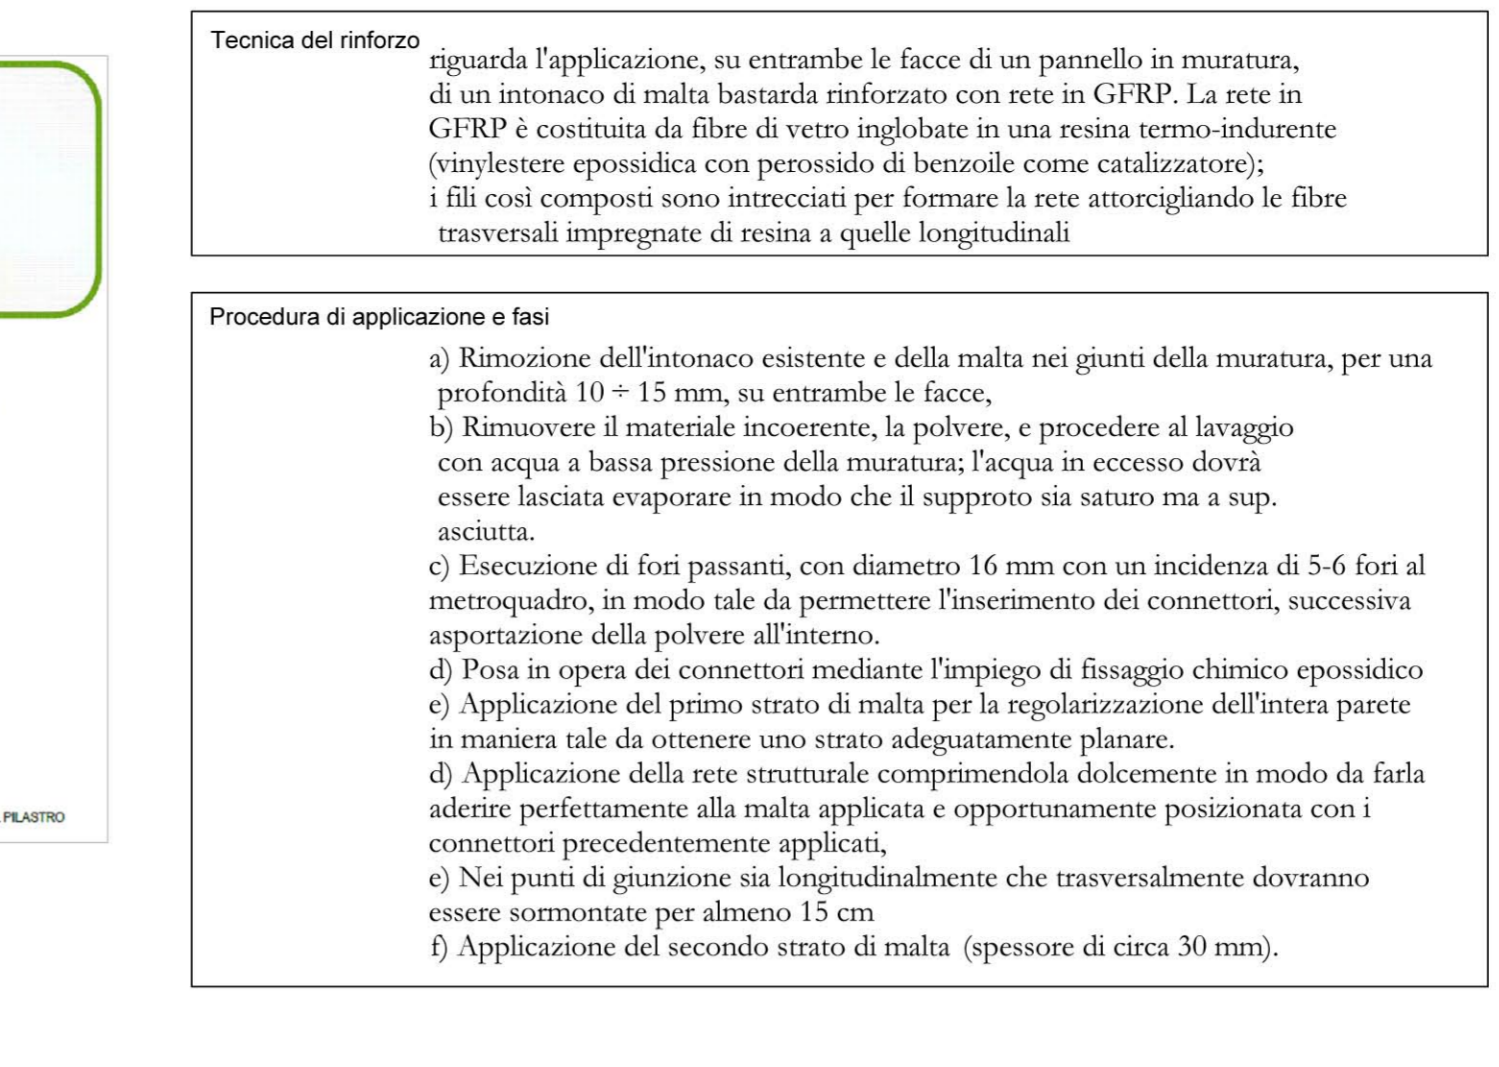 Tecnica del rinforzo
riguarda l'applicazione, su entrambe le facce di un pannello in muratura,
di un intonaco di malta bastarda rinforzato con rete in GFRP. La rete in
GFRP è costituita da fibre di vetro inglobate in una resina termo-indurente
(vinylestere epossidica con perossido di benzoile come catalizzatore);
i fili così composti sono intrecciati per formare la rete attorcigliando le fibre
trasversali impregnate di resina a quelle longitudinali
Procedura di applicazione e fasi
a) Rimozione dell'intonaco esistente e della malta nei giunti della muratura, per una
profondità 10 ÷ 15 mm, su entrambe le facce,
b) Rimuovere il materiale incoerente, la polvere, e procedere al lavaggio
con acqua a bassa pressione della muratura; l'acqua in eccesso dovrà
essere lasciata evaporare in modo che il supproto sia saturo ma a sup.
asciutta.
c) Esecuzione di fori passanti, con diametro 16 mm con un incidenza di 5-6 fori al
metroquadro, in modo tale da permettere l'inserimento dei connettori, successiva
asportazione della polvere all'interno.
d) Posa in opera dei connettori mediante l'impiego di fissaggio chimico epossidico
e) Applicazione del primo strato di malta per la regolarizzazione dell'intera parete
in maniera tale da ottenere uno strato adeguatamente planare.
d) Applicazione della rete strutturale comprimendola dolcemente in modo da farla
aderire perfettamente alla malta applicata e opportunamente posizionata con i
connettori precedentemente applicati,
e) Nei punti di giunzione sia longitudinalmente che trasversalmente dovranno
essere sormontate per almeno 15 cm
f) Applicazione del secondo strato di malta (spessore di circa 30 mm).
PILASTRO